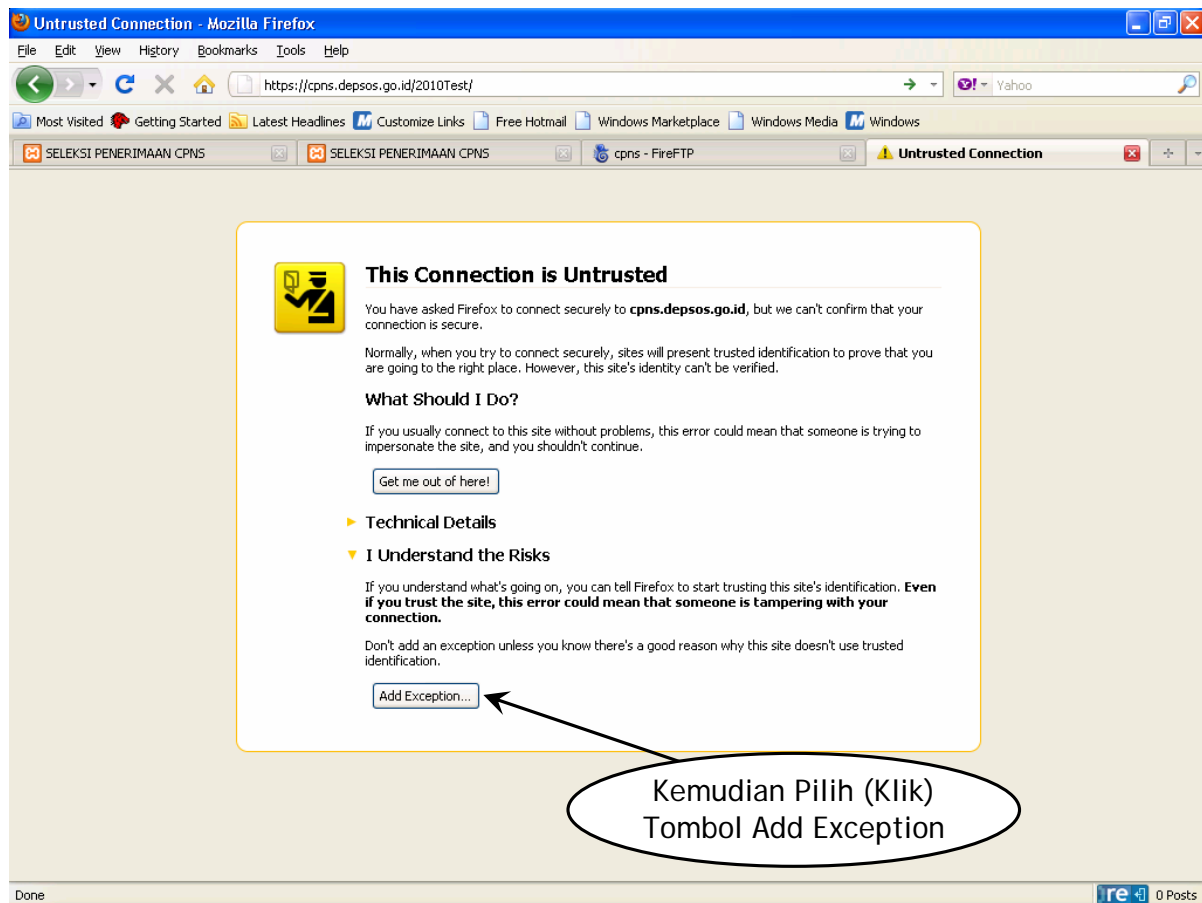 Untrusted Connection - Mozilla Firefox
File Edit View History Bookmarks Tools Help
https://cpns.depsos.go.id/2010Test/ Yahoo
Most Visited Getting Started Latest Headlines Customize Links Free Hotmail Windows Marketplace Windows Media Windows
SELEKSI PENERIMAAN CPNS SELEKSI PENERIMAAN CPNS cpns - FireFTP Untrusted Connection
This Connection is Untrusted
You have asked Firefox to connect securely to cpns.depsos.go.id, but we can't confirm that your
connection is secure.
Normally, when you try to connect securely, sites will present trusted identification to prove that you
are going to the right place. However, this site's identity can't be verified.
What Should I Do?
If you usually connect to this site without problems, this error could mean that someone is trying to
impersonate the site, and you shouldn't continue.
Get me out of here!
Technical Details
I Understand the Risks
If you understand what's going on, you can tell Firefox to start trusting this site's identification. Even
if you trust the site, this error could mean that someone is tampering with your
connection.
Don't add an exception unless you know there's a good reason why this site doesn't use trusted
identification.
Add Exception...
Kemudian Pilih (Klik)
Tombol Add Exception
Done re 0 Posts